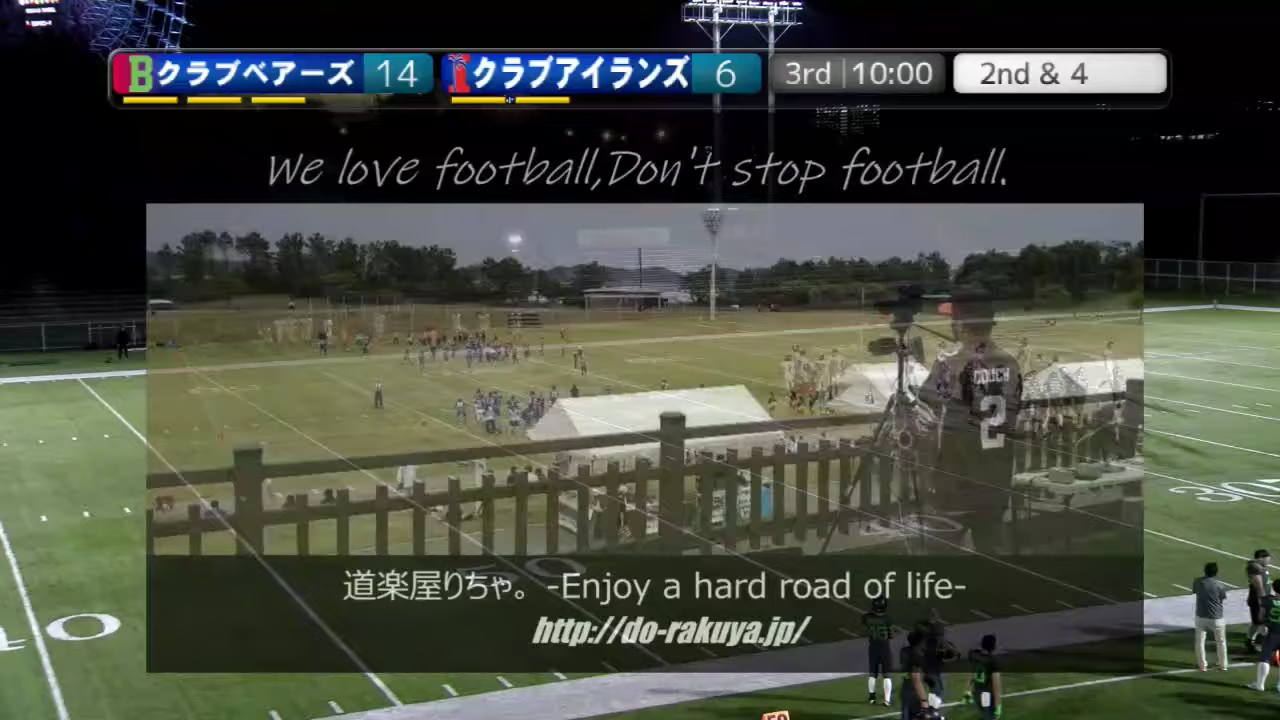 B クラブベアーズ 14 I クラブアイランズ 6 3rd 10:00 2nd & 4
We love football,Don't stop football.
COUCH
2
道楽屋りちゃ。 -Enjoy a hard road of life-
http://do-rakuya.jp/